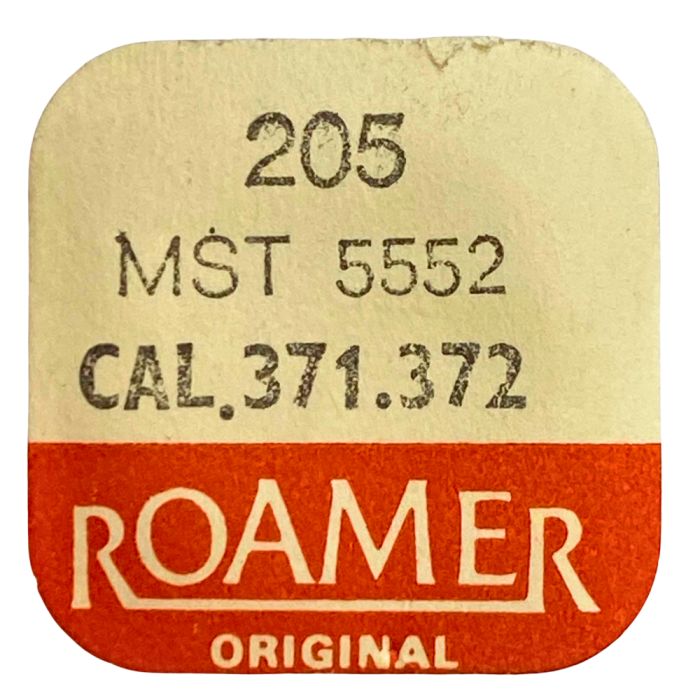 205
MST 5552
CAL.371.372
ROAMER
ORIGINAL